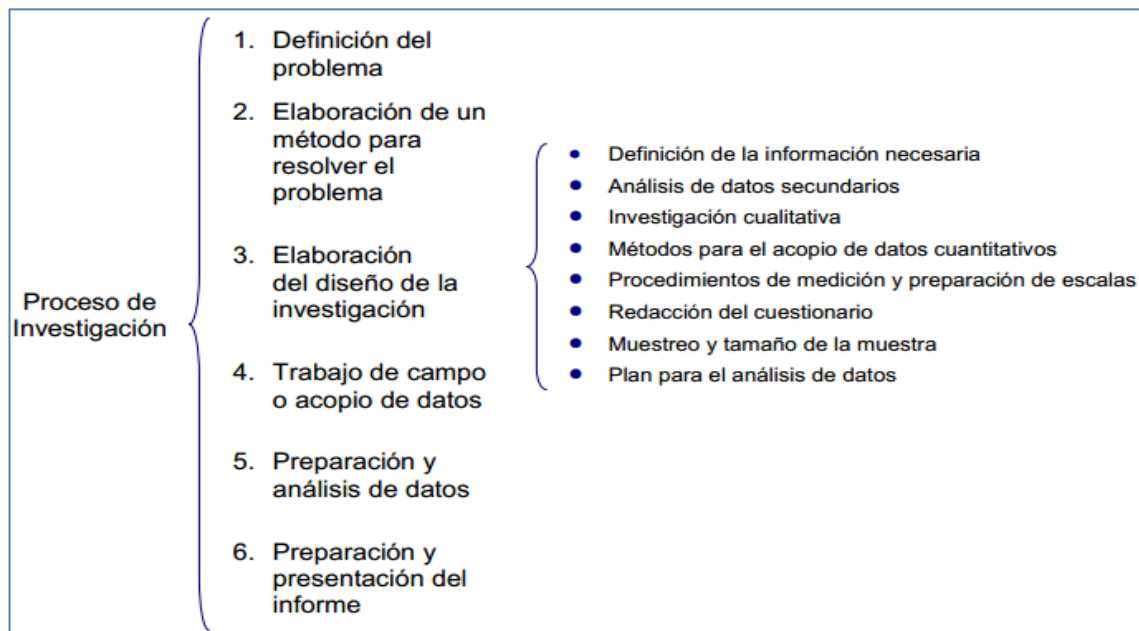 Proceso de
Investigación
1. Definición del
problema
2. Elaboración de un
método para
resolver el
problema
3. Elaboración
del diseño de la
investigación
4. Trabajo de campo
o acopio de datos
5. Preparación y
análisis de datos
6. Preparación y
presentación del
informe
• Definición de la información necesaria
• Análisis de datos secundarios
• Investigación cualitativa
• Métodos para el acopio de datos cuantitativos
• Procedimientos de medición y preparación de escalas
• Redacción del cuestionario
• Muestreo y tamaño de la muestra
• Plan para el análisis de datos